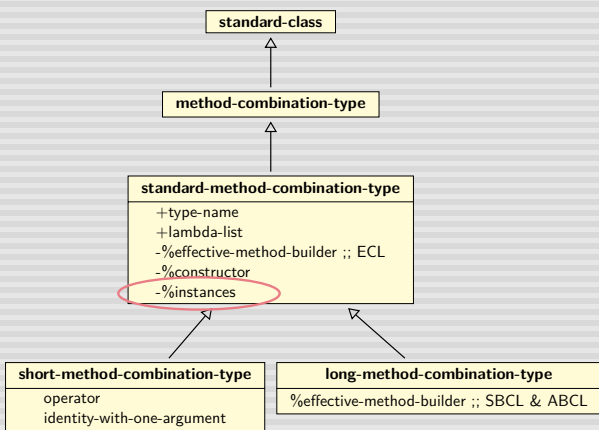 standard-class
method-combination-type
standard-method-combination-type
+type-name
+lambda-list
-%effective-method-builder ;; ECL
-%constructor
-%instances
short-method-combination-type
operator
identity-with-one-argument
long-method-combination-type
%effective-method-builder ;; SBCL & ABCL